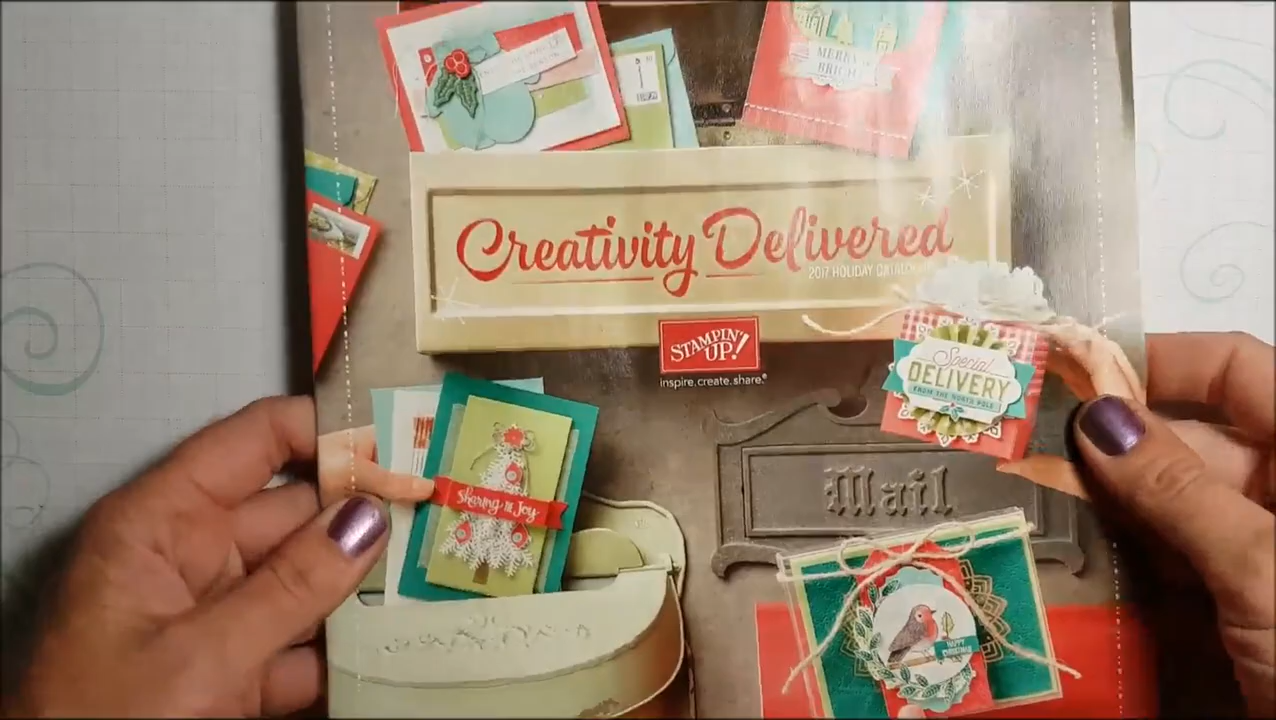 MERRY
BRIGHT
Creativity Delivered
2017 HOLIDAY CATALOG
STAMPIN'
UP!
inspire.create.share.®
Special
DELIVERY
FROM THE NORTH POLE
Mail
Sharing the Joy
HAPPY
CHRISTMAS